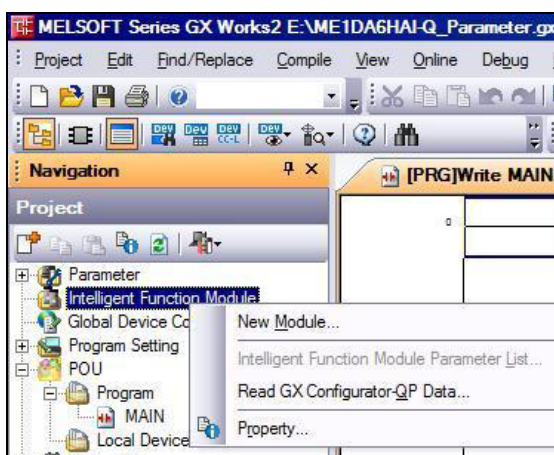 MELSOFT Series GX Works2 E:\ME1DA6HAI-Q_Parameter.gx
Project Edit Find/Replace Compile View Online Debug
Navigation
[PRG]Write MAIN
Project
0
Parameter
Intelligent Function Module
Global Device Co
Program Setting
POU
Program
MAIN
Local Device
New Module...
Intelligent Function Module Parameter List...
Read GX Configurator-QP Data...
Property...